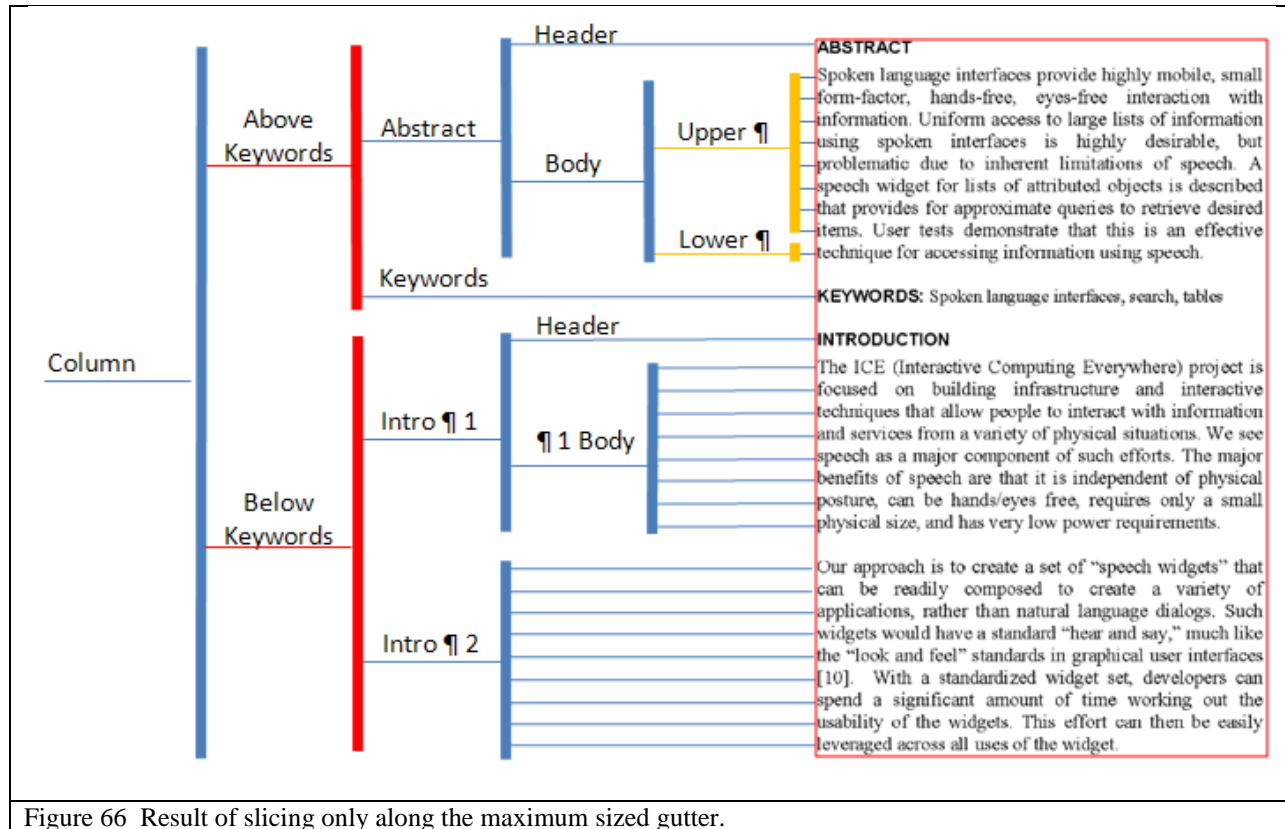 Column
Above
Keywords
Below
Keywords
Abstract
Keywords
Intro ¶ 1
Intro ¶ 2
Header
Body
Header
¶ 1 Body
Upper ¶
Lower ¶
ABSTRACT
Spoken language interfaces provide highly mobile, small
form-factor, hands-free, eyes-free interaction with
information. Uniform access to large lists of information
using spoken interfaces is highly desirable, but
problematic due to inherent limitations of speech. A
speech widget for lists of attributed objects is described
that provides for approximate queries to retrieve desired
items. User tests demonstrate that this is an effective
technique for accessing information using speech.
KEYWORDS: Spoken language interfaces, search, tables
INTRODUCTION
The ICE (Interactive Computing Everywhere) project is
focused on building infrastructure and interactive
techniques that allow people to interact with information
and services from a variety of physical situations. We see
speech as a major component of such efforts. The major
benefits of speech are that it is independent of physical
posture, can be hands/eyes free, requires only a small
physical size, and has very low power requirements.
Our approach is to create a set of “speech widgets” that
can be readily composed to create a variety of
applications, rather than natural language dialogs. Such
widgets would have a standard “hear and say,” much like
the “look and feel” standards in graphical user interfaces
[10]. With a standardized widget set, developers can
spend a significant amount of time working out the
usability of the widgets. This effort can then be easily
leveraged across all uses of the widget.
Figure 66 Result of slicing only along the maximum sized gutter.